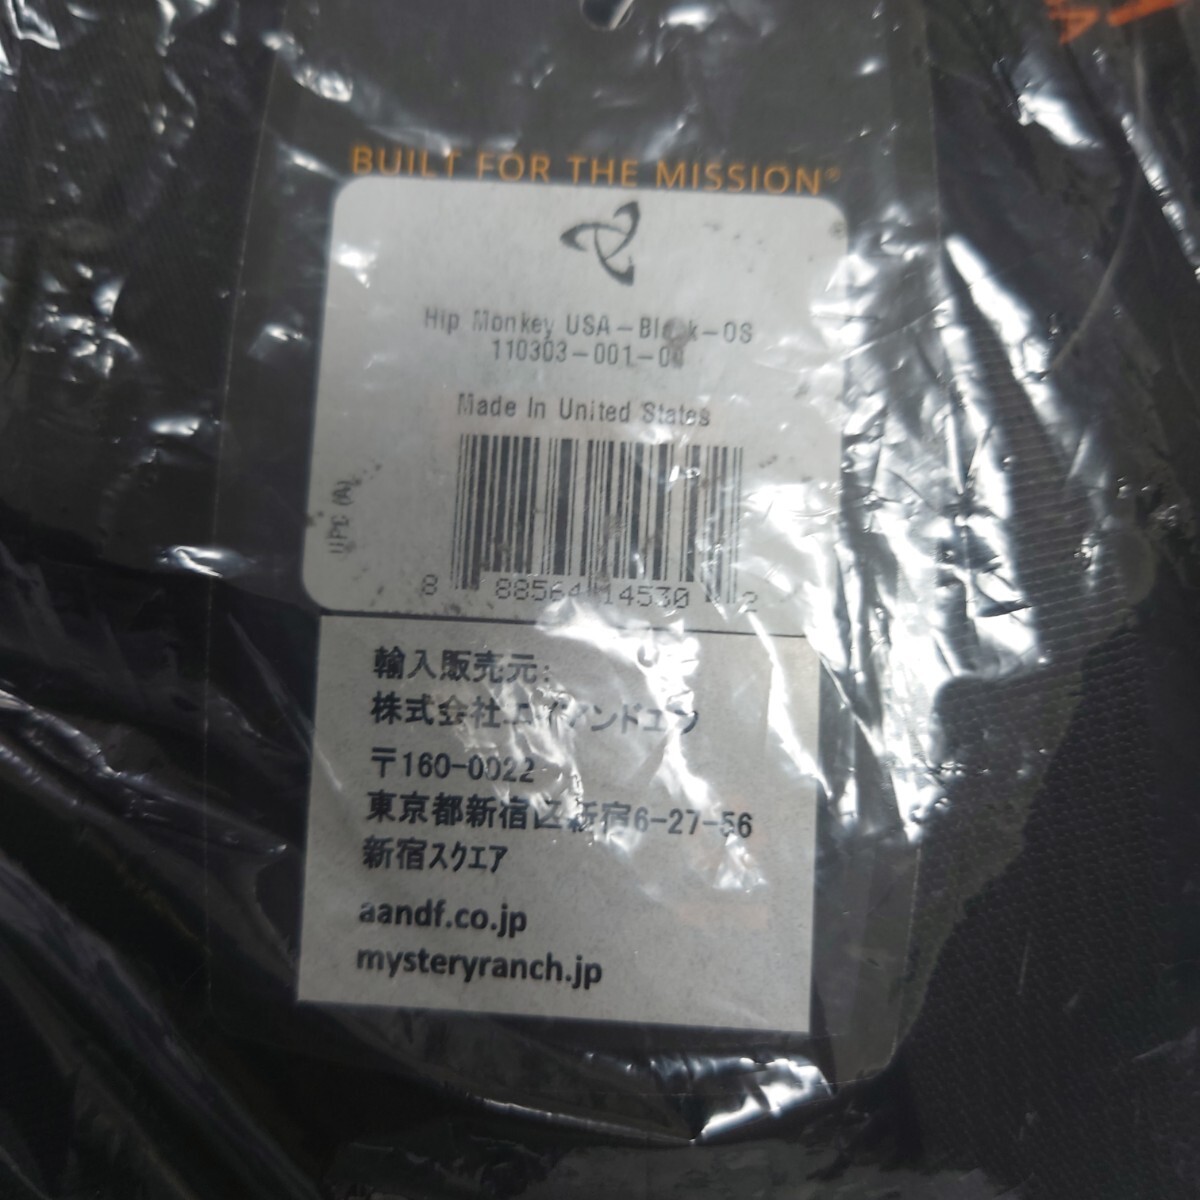 BUILT FOR THE MISSION®
Hip Monkey USA-Black-OS
110303-001-00
Made In United States
UPC (A)
8 88564 14530 2
輸入販売元:
株式会社エイアンドエフ
〒160-0022
東京都新宿区新宿6-27-56
新宿スクエア
aandf.co.jp
mysteryranch.jp